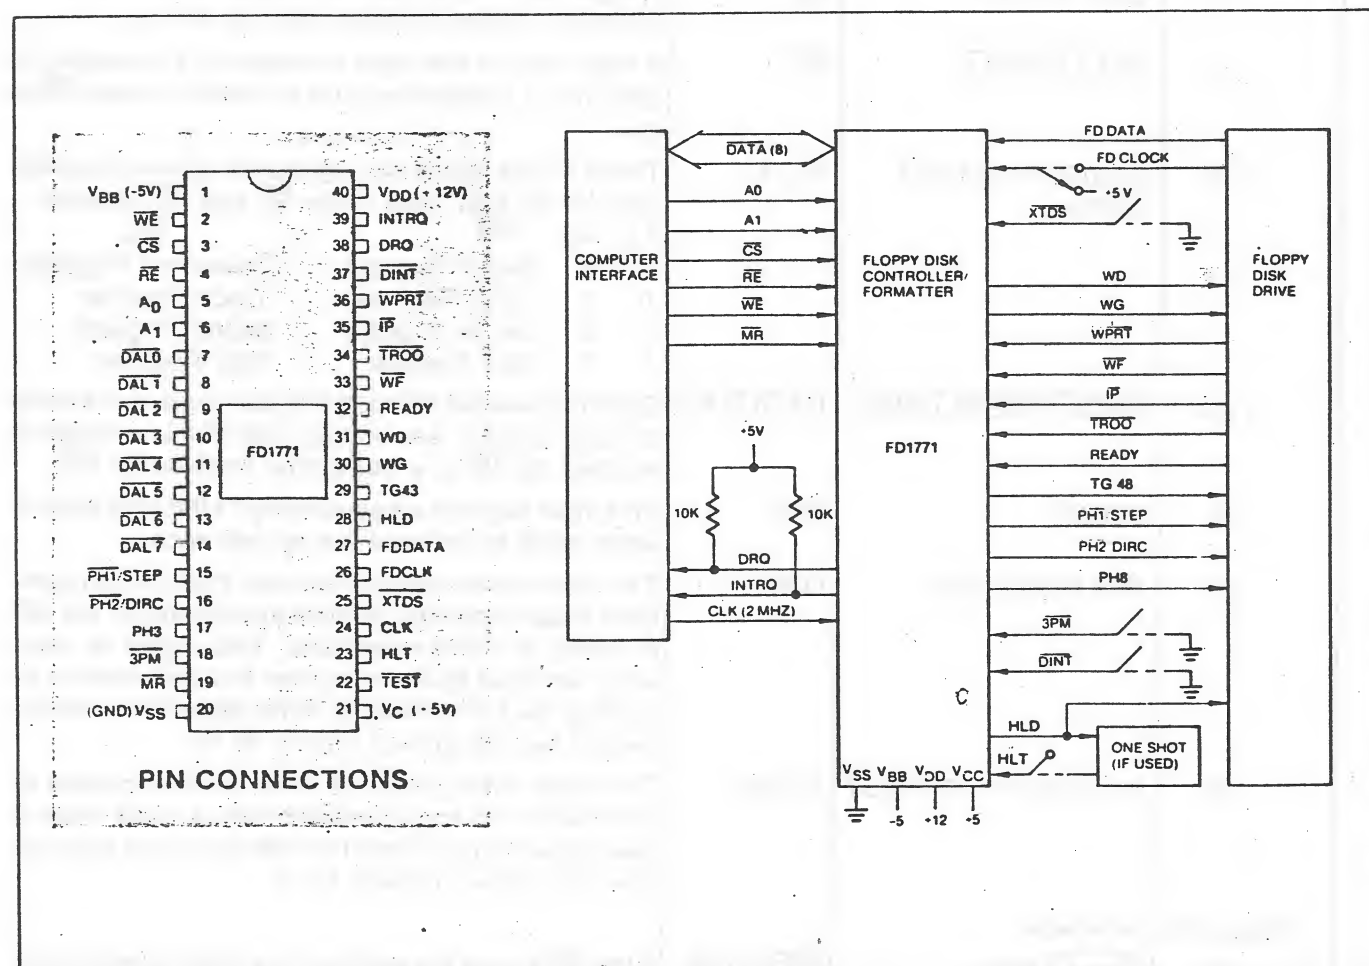 VBB (-5V) 1
WE 2
CS 3
RE 4
A0 5
A1 6
DAL0 7
DAL 1 8
DAL 2 9
DAL 3 10
DAL 4 11
DAL 5 12
DAL6 13
DAL 7 14
PH1/STEP 15
PH2/DIRC 16
PH3 17
3PM 18
MR 19
(GND) VSS 20
40 VDD (+ 12V)
39 INTRQ
38 DRQ
37 DINT
36 WPRT
35 IP
34 TROO
33 WF
32 READY
31 WD
30 WG
29 TG43
28 HLD
27 FDDATA
26 FDCLK
25 XTDS
24 CLK
23 HLT
22 TEST
21 VC (+5V)
FD1771
PIN CONNECTIONS
COMPUTER
INTERFACE
DATA (8)
A0
A1
CS
RE
WE
MR
+5V
10K
10K
DRQ
INTRQ
CLK (2 MHZ)
FLOPPY DISK
CONTROLLER/
FORMATTER
FD1771
VSS VBB VDD VCC
-5 +12 +5
FD DATA
FD CLOCK
+5 V
XTDS
WD
WG
WPRT
WF
IP
TROO
READY
TG 48
PH1 STEP
PH2 DIRC
PH8
3PM
DINT
HLD
HLT
ONE SHOT
(IF USED)
FLOPPY
DISK
DRIVE